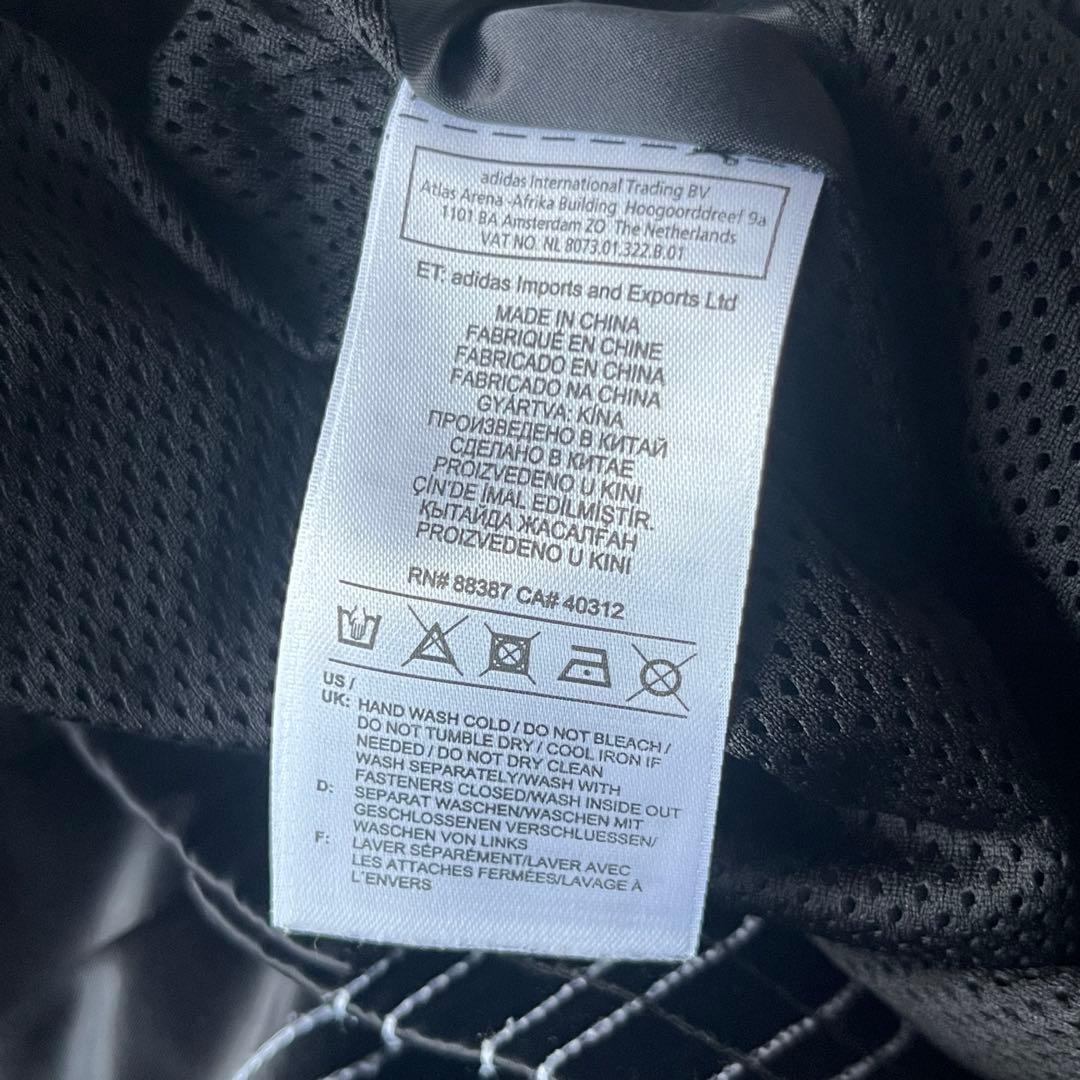 adidas International Trading BV
Atlas Arena -Afrika Building Hoogoorddreef 9a
1101 BA Amsterdam ZO The Netherlands
VAT NO. NL 8073.01.322.B.01
ET: adidas Imports and Exports Ltd
MADE IN CHINA
FABRIQUÉ EN CHINE
FABRICADO EN CHINA
FABRICADO NA CHINA
GYÁRTVA: KÍNA
ПРОИЗВЕДЕНО В КИТАЙ
СДЕЛАНО В КИТАЕ
PROIZVEDENO U KINI
ÇİN'DE İMAL EDİLMİŞTİR.
ҚЫТАЙДА ЖАСАЛҒАН
PROIZVEDENO U KINI
RN# 88387 CA# 40312
US /
UK: HAND WASH COLD / DO NOT BLEACH /
DO NOT TUMBLE DRY / COOL IRON IF
NEEDED / DO NOT DRY CLEAN
WASH SEPARATELY/WASH WITH
FASTENERS CLOSED/WASH INSIDE OUT
D: SEPARAT WASCHEN/WASCHEN MIT
GESCHLOSSENEN VERSCHLUESSEN/
WASCHEN VON LINKS
F: LAVER SÉPARÉMENT/LAVER AVEC
LES ATTACHES FERMÉES/LAVAGE À
L'ENVERS